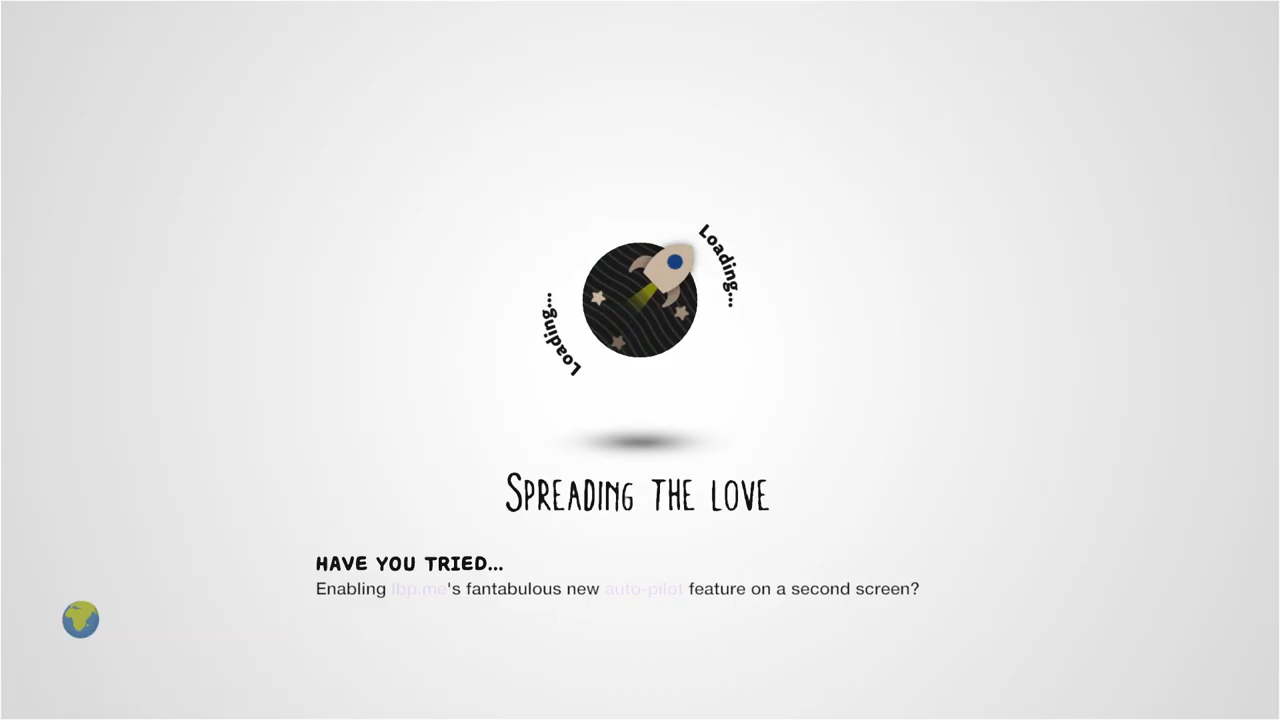 Loading...
Loading...
Spreading the love
Have you tried...
Enabling lbp.me's fantabulous new auto-pilot feature on a second screen?